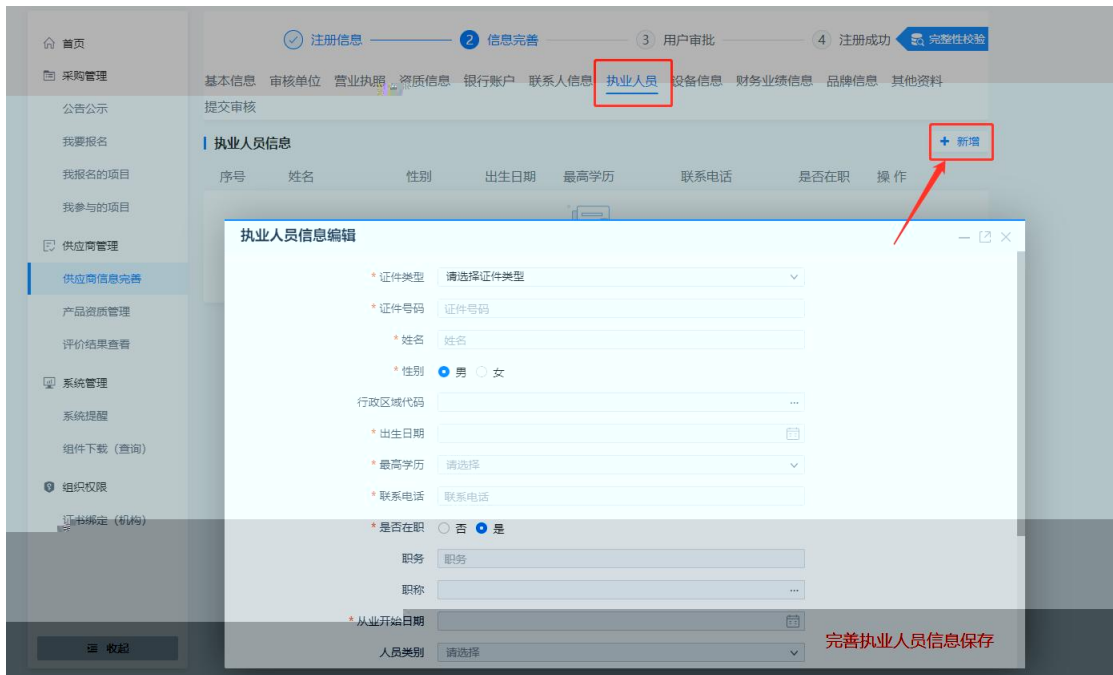 首页
采购管理
公告公示
我要报名
我报名的项目
我参与的项目
供应商管理
供应商信息完善
产品资质管理
评价结果查看
系统管理
系统提醒
组件下载（查询）
组织权限
证书绑定（机构）
收起
注册信息 2 信息完善 3 用户审批 4 注册成功 完整性校验
基本信息 审核单位 营业执照 资质信息 银行账户 联系人信息 执业人员 设备信息 财务业绩信息 品牌信息 其他资料
提交审核
执业人员信息
+ 新增
序号 姓名 性别 出生日期 最高学历 联系电话 是否在职 操作
执业人员信息编辑
* 证件类型 请选择证件类型
* 证件号码 证件号码
* 姓名 姓名
* 性别 男 女
行政区域代码 ...
* 出生日期
* 最高学历 请选择
* 联系电话 联系电话
* 是否在职 否 是
职务 职务
职称 ...
* 从业开始日期
人员类别 请选择
完善执业人员信息保存